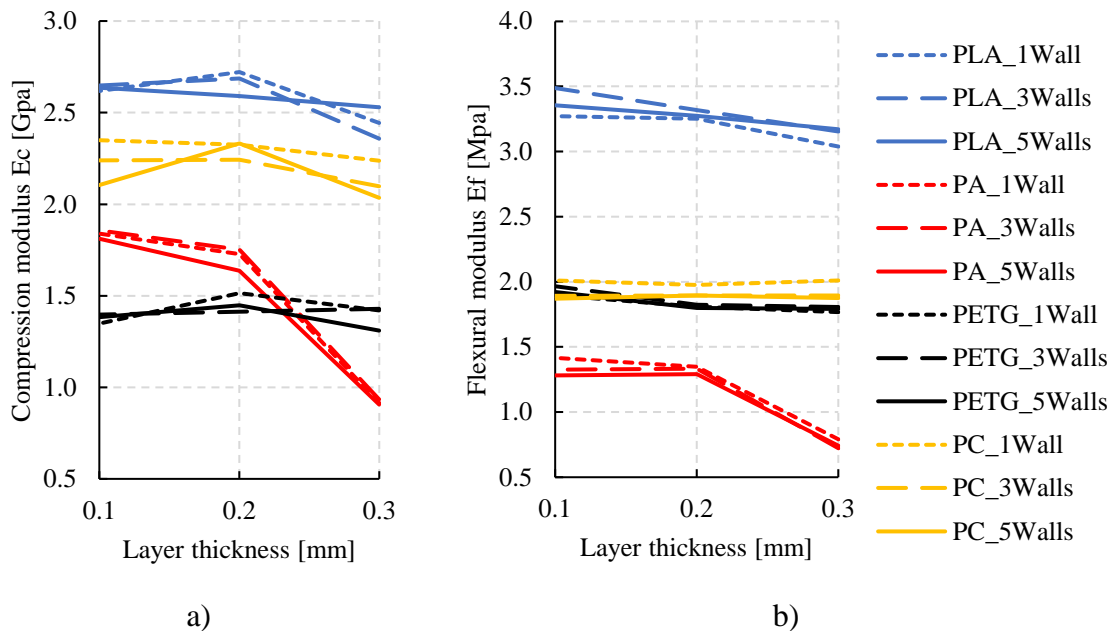 Compression modulus Ec [Gpa]
3.0
2.5
2.0
1.5
1.0
0.5
0.1 0.2 0.3
Layer thickness [mm]
a)
Flexural modulus Ef [Mpa]
4.0
3.5
3.0
2.5
2.0
1.5
1.0
0.5
0.1 0.2 0.3
Layer thickness [mm]
b)
PLA_1Wall
PLA_3Walls
PLA_5Walls
PA_1Wall
PA_3Walls
PA_5Walls
PETG_1Wall
PETG_3Walls
PETG_5Walls
PC_1Wall
PC_3Walls
PC_5Walls